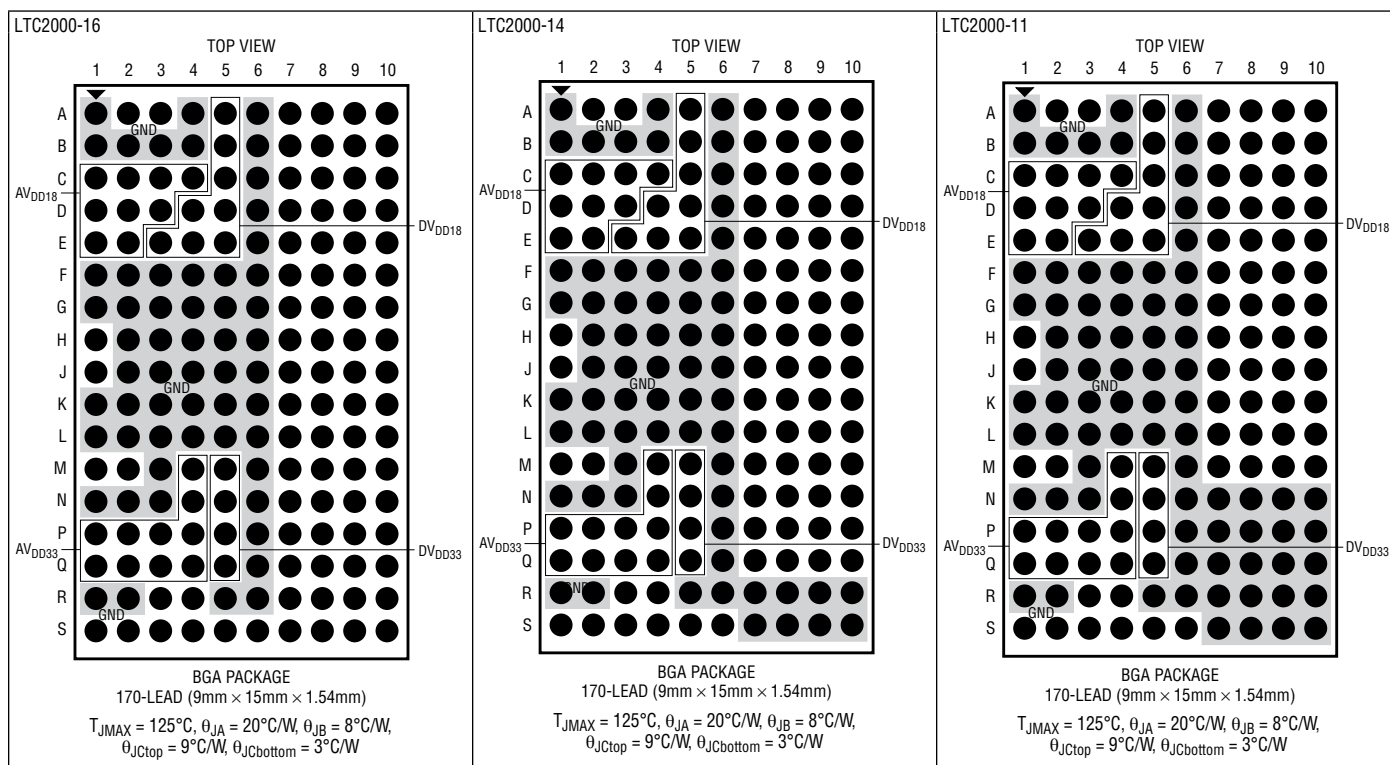 LTC2000-16
TOP VIEW
1 2 3 4 5 6 7 8 9 10
A
GND
B
C
AVDD18
D
DVDD18
E
F
G
H
J
GND
K
L
M
N
P
AVDD33
DVDD33
Q
R
GND
S
BGA PACKAGE
170-LEAD (9mm × 15mm × 1.54mm)
TJMAX = 125°C, θJA = 20°C/W, θJB = 8°C/W,
θJCtop = 9°C/W, θJCbottom = 3°C/W
LTC2000-14
TOP VIEW
1 2 3 4 5 6 7 8 9 10
A
GND
B
C
AVDD18
D
DVDD18
E
F
G
H
J
GND
K
L
M
N
P
AVDD33
DVDD33
Q
R
GND
S
BGA PACKAGE
170-LEAD (9mm × 15mm × 1.54mm)
TJMAX = 125°C, θJA = 20°C/W, θJB = 8°C/W,
θJCtop = 9°C/W, θJCbottom = 3°C/W
LTC2000-11
TOP VIEW
1 2 3 4 5 6 7 8 9 10
A
GND
B
C
AVDD18
D
DVDD18
E
F
G
H
J
GND
K
L
M
N
P
AVDD33
DVDD33
Q
R
GND
S
BGA PACKAGE
170-LEAD (9mm × 15mm × 1.54mm)
TJMAX = 125°C, θJA = 20°C/W, θJB = 8°C/W,
θJCtop = 9°C/W, θJCbottom = 3°C/W